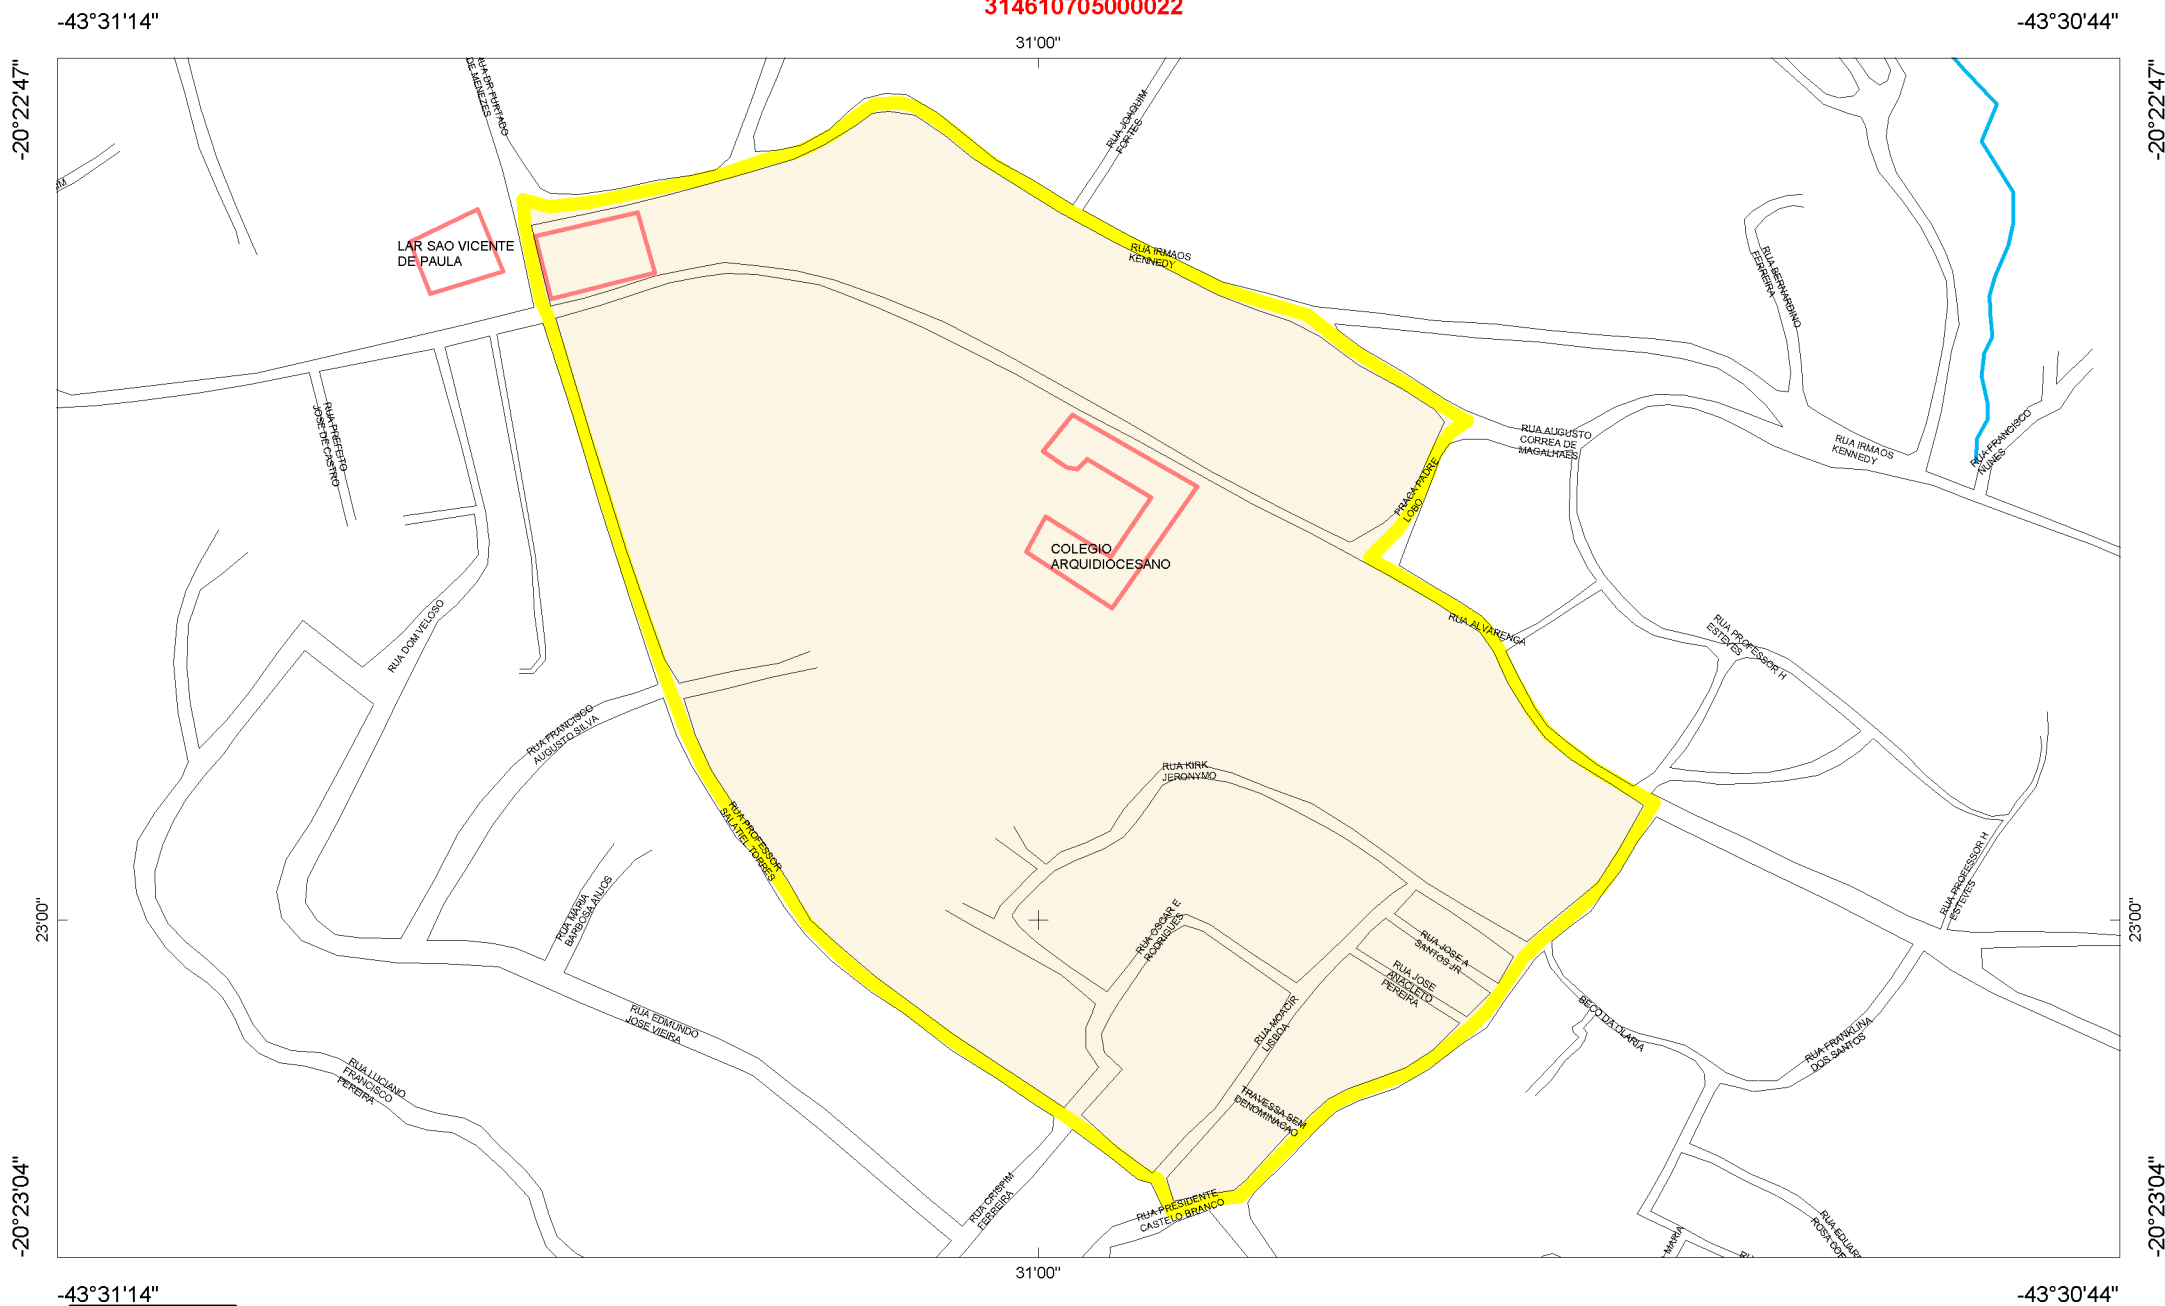 314610705000022
-43°31'14"
-43°30'44"
31'00"
-20°22'47"
-20°22'47"
RUA DR FURTADO
DE MENEZES
RUA JOAQUIM
FORTES
LAR SAO VICENTE
DE PAULA
RUA IRMAOS
KENNEDY
RUA BERNARDINO
FERREIRA
RUA PREFEITO
JOSE DE CASTRO
RUA AUGUSTO
CORREA DE
MAGALHAES
RUA IRMAOS
KENNEDY
RUA FRANCISCO
NUNES
PRACA PADRE
LOBO
COLEGIO
ARQUIDIOCESANO
RUA DOM VELOSO
RUA ALVARENGA
RUA PROFESSOR H
ESTEVES
RUA FRANCISCO
AUGUSTO SILVA
RUA KIRK
JERONYMO
RUA PROFESSOR
SALATIEL TORRES
RUA PROFESSOR H
ESTEVES
RUA MARIA
BARBOSA ANJOS
RUA OSCAR E
RODRIGUES
23'00"
23'00"
RUA JOSE A
SANTOS JR
RUA JOSE
ANACLETO
PEREIRA
RUA EDMUNDO
JOSE VIEIRA
RUA MOACIR
LISBOA
BECO DA OLARIA
RUA FRANKLINA
DOS SANTOS
RUA LUCIANO
FRANCISCO
PEREIRA
TRAVESSA SEM
DENOMINACAO
RUA CRISPIM
FERREIRA
RUA PRESIDENTE
CASTELO BRANCO
MARIA
-20°23'04"
-20°23'04"
31'00"
-43°31'14"
-43°30'44"